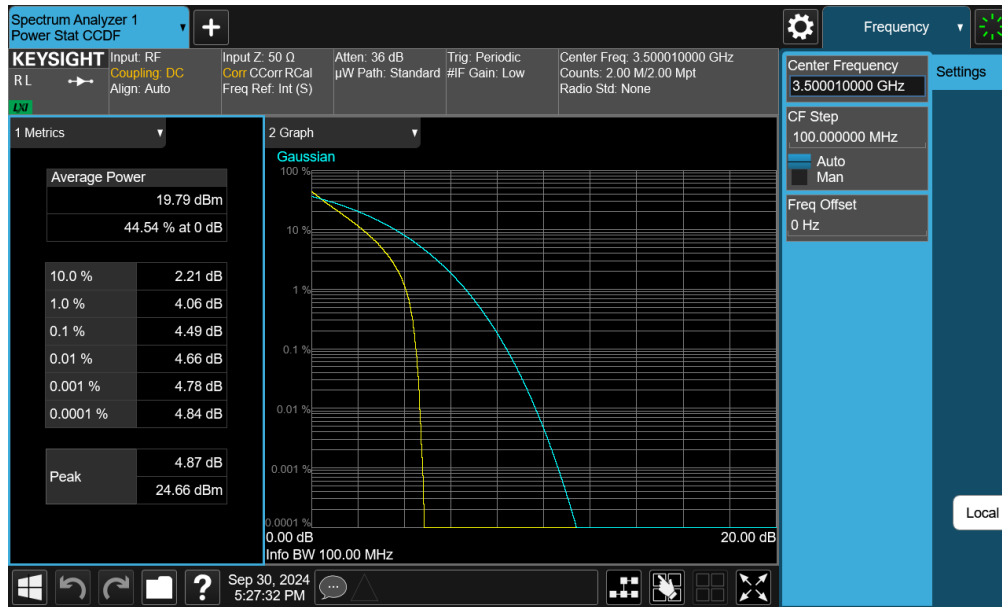 Spectrum Analyzer 1
Power Stat CCDF
Frequency
KEYSIGHT
R L
LXI
Input: RF
Coupling: DC
Align: Auto
Input Z: 50 Ω
Corr CCorr RCal
Freq Ref: Int (S)
Atten: 36 dB
µW Path: Standard
Trig: Periodic
#IF Gain: Low
Center Freq: 3.500010000 GHz
Counts: 2.00 M/2.00 Mpt
Radio Std: None
Center Frequency
3.500010000 GHz
Settings
CF Step
100.000000 MHz
Auto
Man
Freq Offset
0 Hz
Local
1 Metrics
Average Power
19.79 dBm
44.54 % at 0 dB
10.0 % 2.21 dB
1.0 % 4.06 dB
0.1 % 4.49 dB
0.01 % 4.66 dB
0.001 % 4.78 dB
0.0001 % 4.84 dB
Peak
4.87 dB
24.66 dBm
2 Graph
Gaussian
100 %
10 %
1 %
0.1 %
0.01 %
0.001 %
0.0001 %
0.00 dB 20.00 dB
Info BW 100.00 MHz
?
Sep 30, 2024
5:27:32 PM